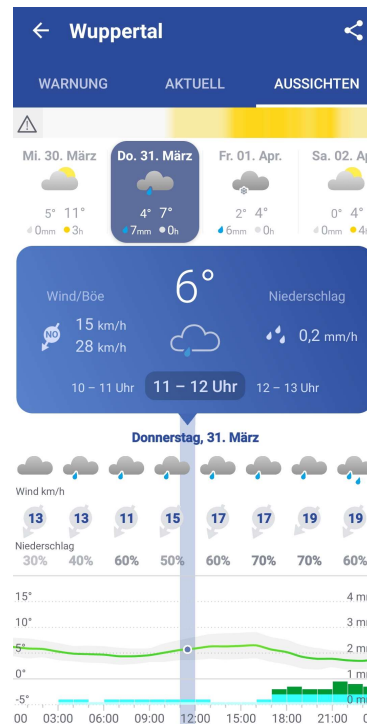 Wuppertal
WARNUNG AKTUELL AUSSICHTEN
Mi. 30. März Do. 31. März Fr. 01. Apr. Sa. 02. Ap
5° 11° 4° 7° 2° 4° 0° 4°
0mm 3h 7mm 0h 6mm 0h 0mm 4
6°
Wind/Böe Niederschlag
NO 15 km/h 0,2 mm/h
28 km/h
10 – 11 Uhr 11 – 12 Uhr 12 – 13 Uhr
Donnerstag, 31. März
Wind km/h
13 13 11 15 17 17 19 19
Niederschlag
30% 40% 60% 50% 60% 70% 70% 60%
15° 4 m
10° 3 m
5° 2 m
0° 1 m
-5° 0 m
00 03:00 06:00 09:00 12:00 15:00 18:00 21:00 0